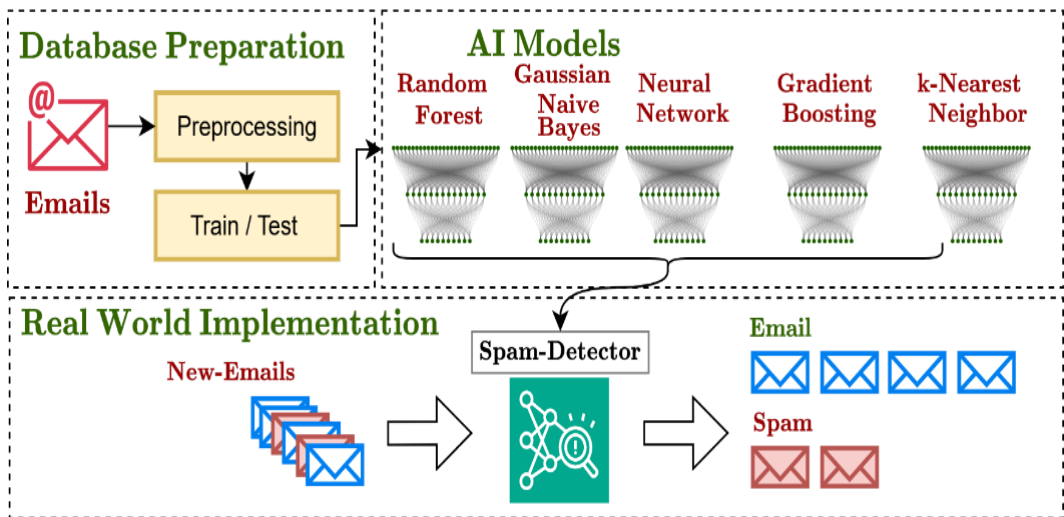 Database Preparation
@
Emails
Preprocessing
Train / Test
AI Models
Random
Forest
Gaussian
Naive
Bayes
Neural
Network
Gradient
Boosting
k-Nearest
Neighbor
Real World Implementation
New-Emails
Spam-Detector
!
Email
Spam